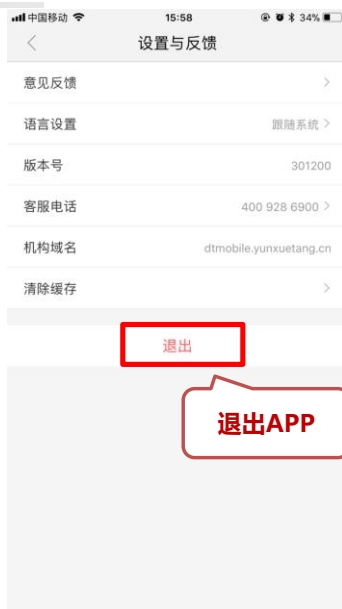 中国移动 15:58 34%
设置与反馈
意见反馈
语言设置 跟随系统
版本号 301200
客服电话 400 928 6900
机构域名 dtmobile.yunxuetang.cn
清除缓存
退出
退出APP